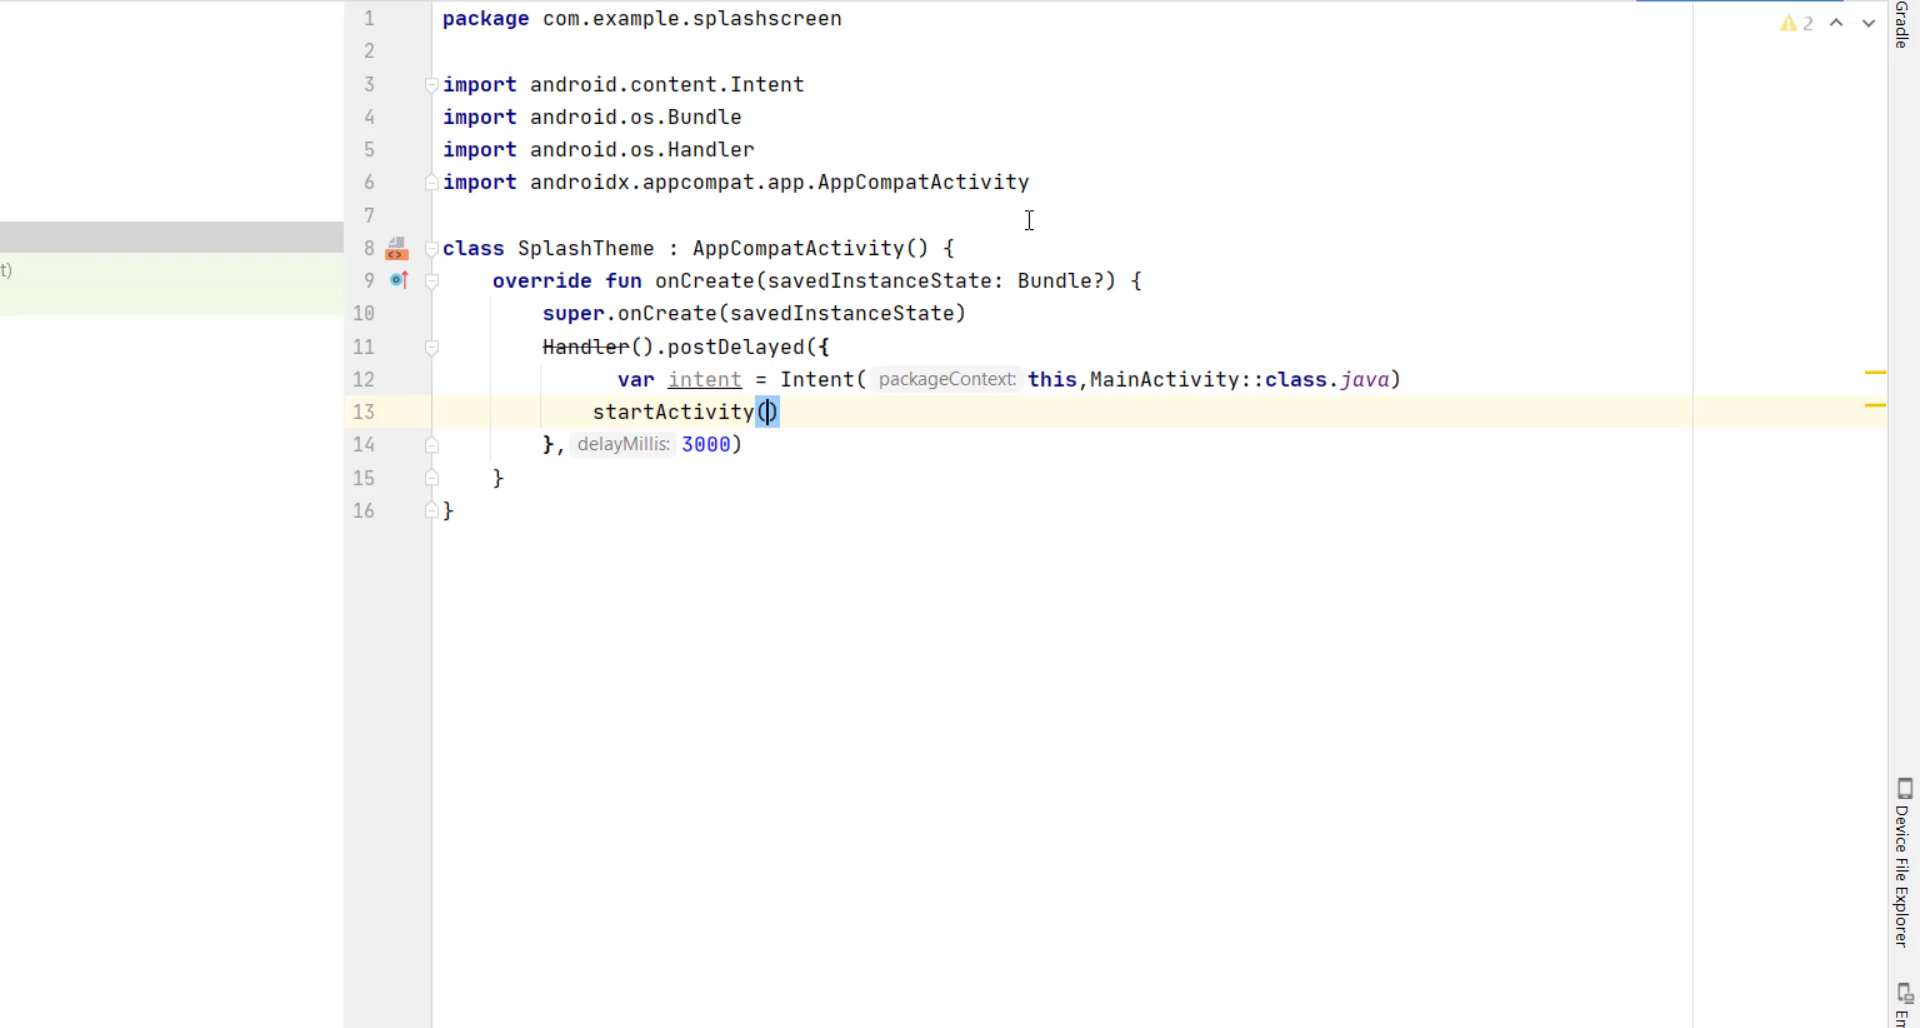 1 package com.example.splashscreen
2
3 import android.content.Intent
4 import android.os.Bundle
5 import android.os.Handler
6 import androidx.appcompat.app.AppCompatActivity
7
8 class SplashTheme : AppCompatActivity() {
9 override fun onCreate(savedInstanceState: Bundle?) {
10 super.onCreate(savedInstanceState)
11 Handler().postDelayed({
12 var intent = Intent( packageContext: this,MainActivity::class.java)
13 startActivity()
14 }, delayMillis: 3000)
15 }
16 }
t)
2
Gradle
Device File Explorer
Em